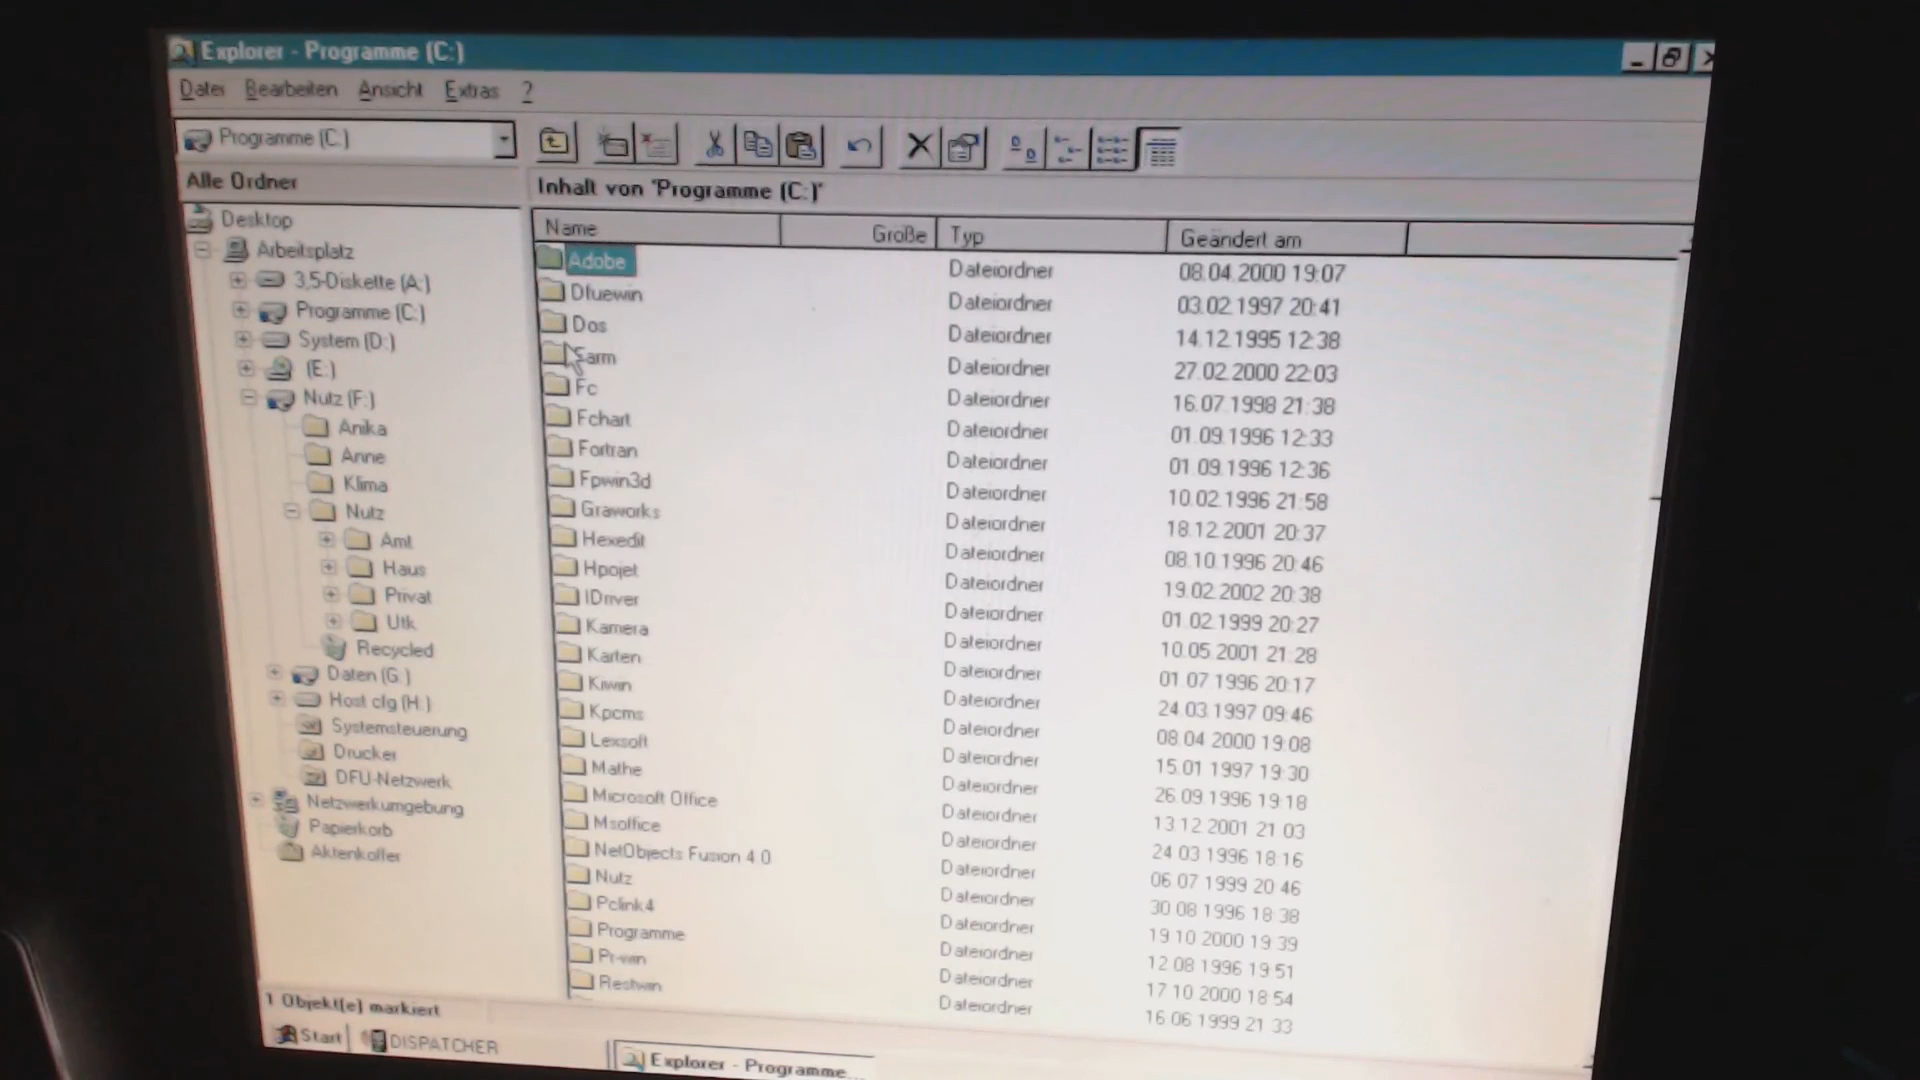 Explorer - Programme (C:)
Datei Bearbeiten Ansicht Extras ?
Programme (C:)
Alle Ordner
Inhalt von 'Programme (C:)'
Desktop
Arbeitsplatz
3,5-Diskette (A:)
Programme (C:)
System (D:)
(E:)
Nutz (F:)
Anika
Anne
Klima
Nutz
Amt
Haus
Privat
Utk
Recycled
Daten (G:)
Host cfg (H:)
Systemsteuerung
Drucker
DFÜ-Netzwerk
Netzwerkumgebung
Papierkorb
Aktenkoffer
Name Größe Typ Geändert am
Adobe Dateiordner 08.04.2000 19:07
Dfuewin Dateiordner 03.02.1997 20:41
Dos Dateiordner 14.12.1995 12:38
Dateiordner 27.02.2000 22:03
Fc Dateiordner 16.07.1998 21:38
Fchart Dateiordner 01.09.1996 12:33
Fortran Dateiordner 01.09.1996 12:36
Fpwin3d Dateiordner 10.02.1996 21:58
Graworks Dateiordner 18.12.2001 20:37
Hexedit Dateiordner 08.10.1996 20:46
Hpojet Dateiordner 19.02.2002 20:38
IDriver Dateiordner 01.02.1999 20:27
Kamera Dateiordner 10.05.2001 21:28
Karten Dateiordner 01.07.1996 20:17
Kiwin Dateiordner 24.03.1997 09:46
Kpcms Dateiordner 08.04.2000 19:08
Lexsoft Dateiordner 15.01.1997 19:30
Mathe Dateiordner 26.09.1996 19:18
Microsoft Office Dateiordner 13.12.2001 21:03
Msoffice Dateiordner 24.03.1996 18:16
NetObjects Fusion 4.0 Dateiordner 06.07.1999 20:46
Nutz Dateiordner 30.08.1996 18:38
Pclink4 Dateiordner 19.10.2000 19:39
Programme Dateiordner 12.08.1996 19:51
Pr-win Dateiordner 17.10.2000 18:54
Restwin Dateiordner 16.06.1999 21:33
1 Objekt(e) markiert
Start DISPATCHER Explorer - Programme...